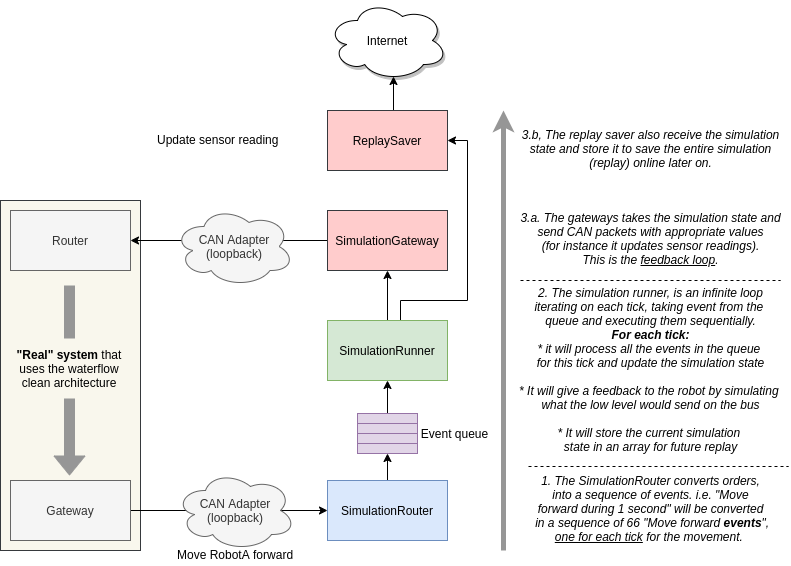 Internet
ReplaySaver
Update sensor reading
3.b, The replay saver also receive the simulation
state and store it to save the entire simulation
(replay) online later on.
Router
CAN Adapter
(loopback)
SimulationGateway
3.a. The gateways takes the simulation state and
send CAN packets with appropriate values
(for instance it updates sensor readings).
This is the feedback loop.
2. The simulation runner, is an infinite loop
iterating on each tick, taking event from the
queue and executing them sequentially.
For each tick:
* it will process all the events in the queue
for this tick and update the simulation state
* It will give a feedback to the robot by simulating
what the low level would send on the bus
* It will store the current simulation
state in an array for future replay
"Real" system that
uses the waterflow
clean architecture
SimulationRunner
Event queue
Gateway
CAN Adapter
(loopback)
Move RobotA forward
SimulationRouter
1. The SimulationRouter converts orders,
into a sequence of events. i.e. "Move
forward during 1 second" will be converted
in a sequence of 66 "Move forward events",
one for each tick for the movement.